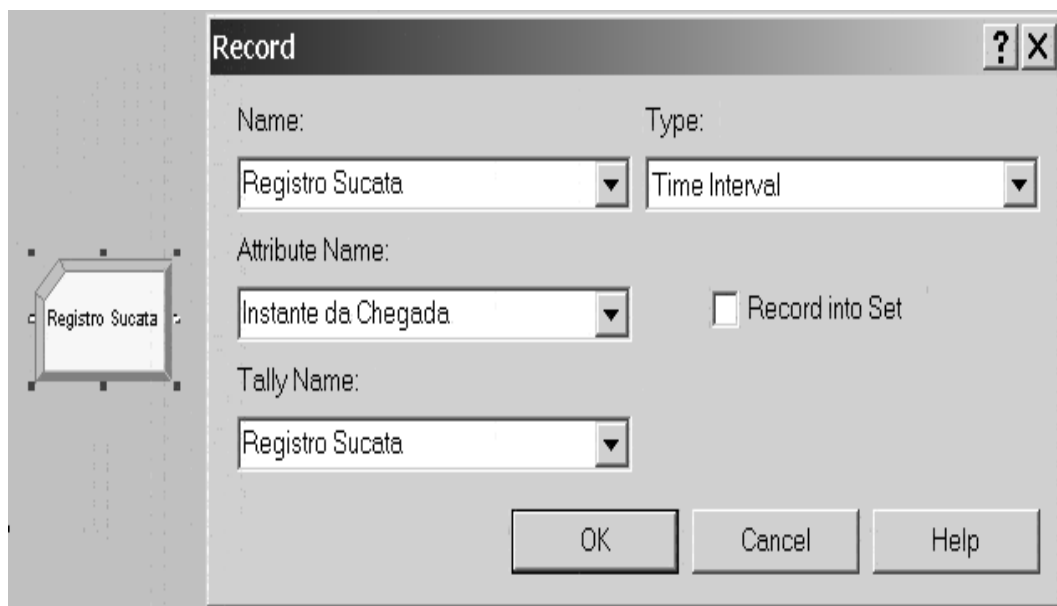 Record
Name:
Type:
Registro Sucata
Time Interval
Attribute Name:
Instante da Chegada
Record into Set
Registro Sucata
Tally Name:
Registro Sucata
OK
Cancel
Help